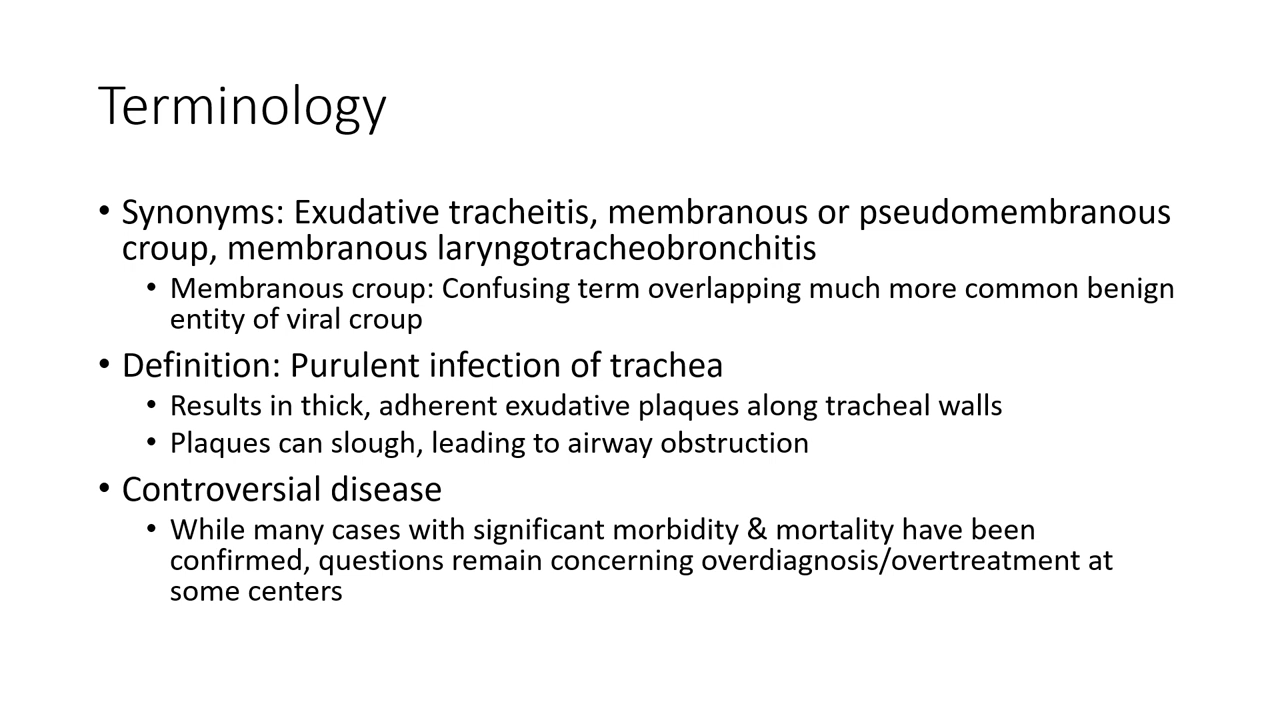 Terminology
• Synonyms: Exudative tracheitis, membranous or pseudomembranous
croup, membranous laryngotracheobronchitis
• Membranous croup: Confusing term overlapping much more common benign
entity of viral croup
• Definition: Purulent infection of trachea
• Results in thick, adherent exudative plaques along tracheal walls
• Plaques can slough, leading to airway obstruction
• Controversial disease
• While many cases with significant morbidity & mortality have been
confirmed, questions remain concerning overdiagnosis/overtreatment at
some centers